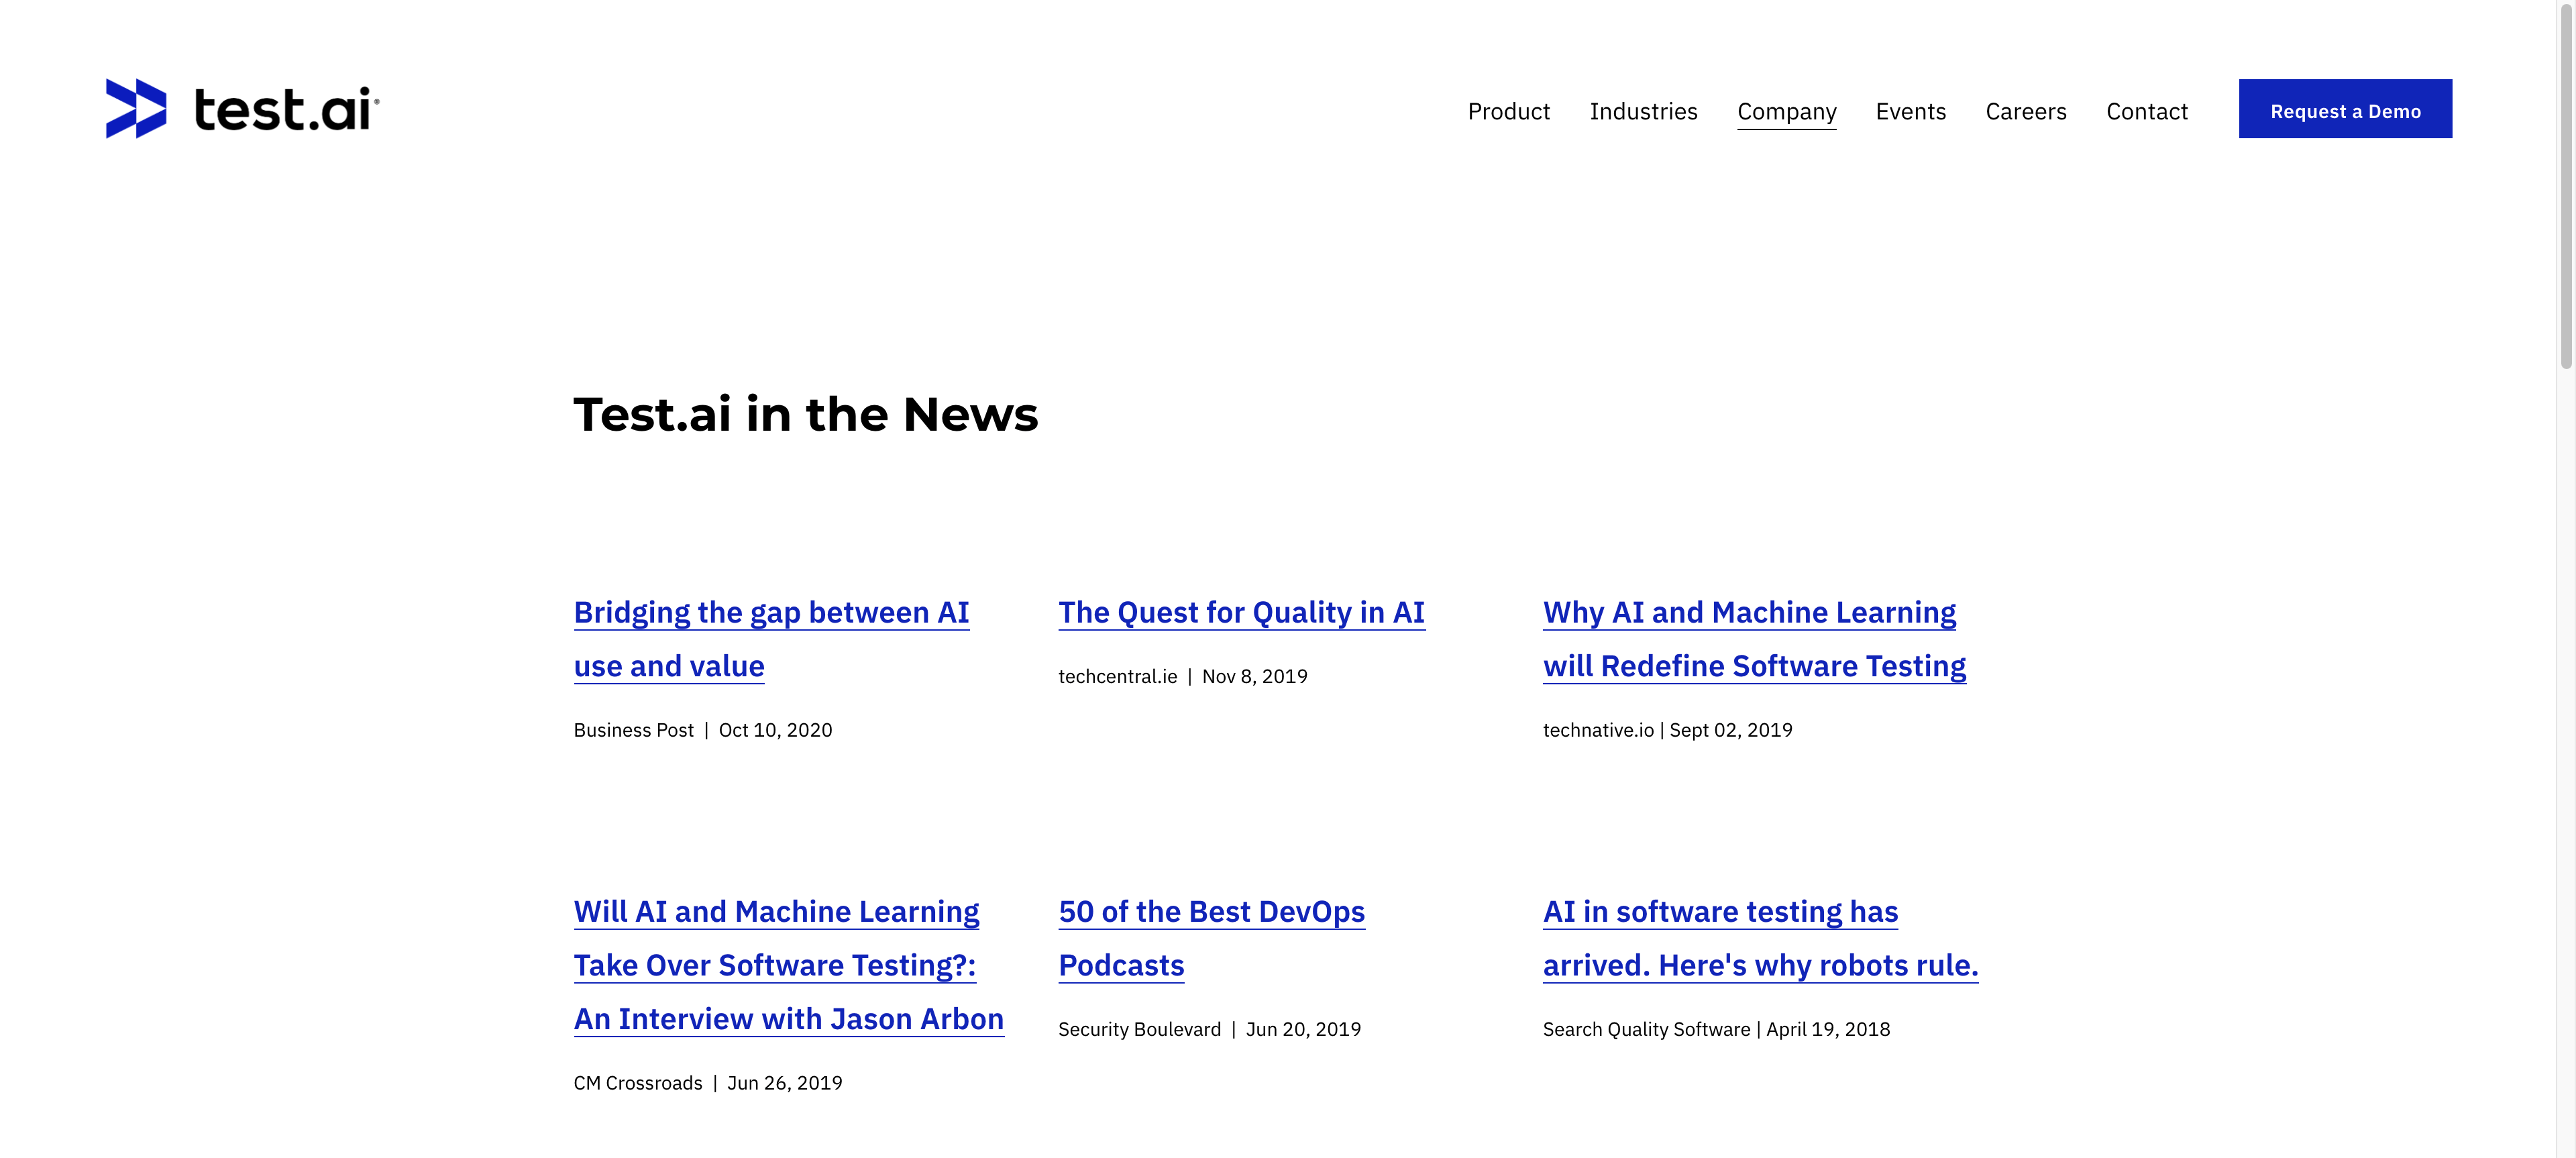 test.ai
Product
Industries
Company
Events
Careers
Contact
Request a Demo
Test.ai in the News
Bridging the gap between AI
use and value
Business Post | Oct 10, 2020
The Quest for Quality in AI
techcentral.ie | Nov 8, 2019
Why AI and Machine Learning
will Redefine Software Testing
technative.io | Sept 02, 2019
Will AI and Machine Learning
Take Over Software Testing?:
An Interview with Jason Arbon
CM Crossroads | Jun 26, 2019
50 of the Best DevOps
Podcasts
Security Boulevard | Jun 20, 2019
AI in software testing has
arrived. Here's why robots rule.
Search Quality Software | April 19, 2018